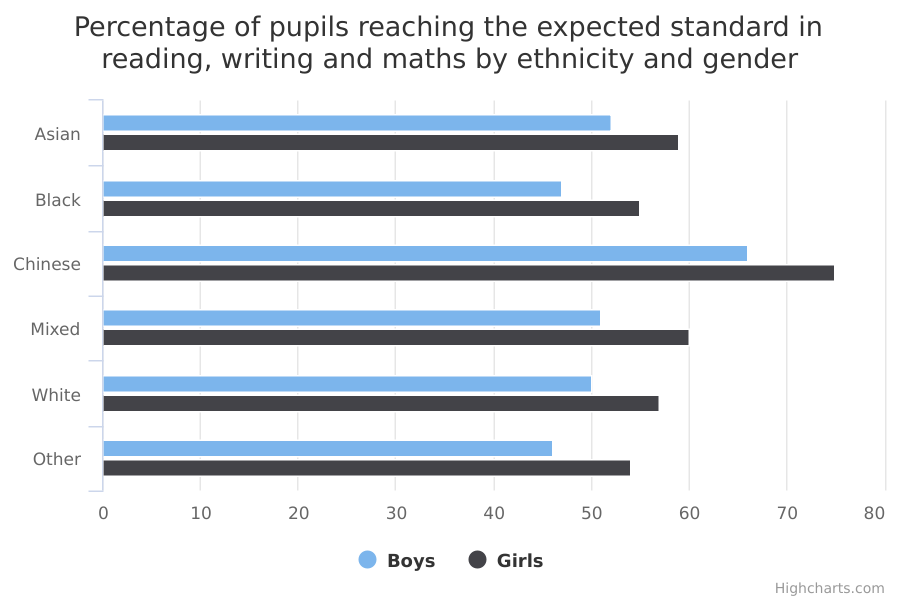 Percentage of pupils reaching the expected standard in
reading, writing and maths by ethnicity and gender
Asian
Black
Chinese
Mixed
White
Other
0 10 20 30 40 50 60 70 80
Boys Girls
Highcharts.com